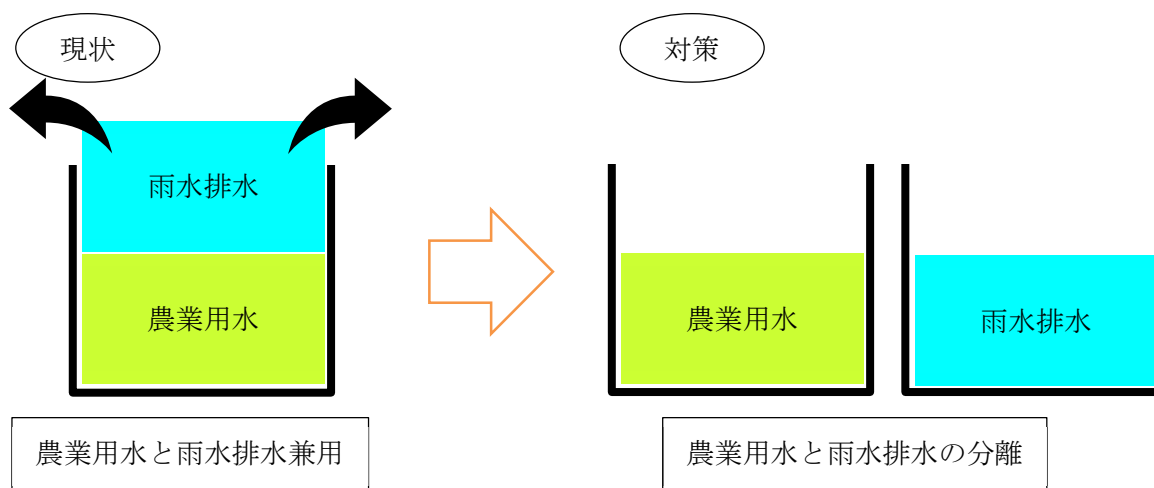 現状
雨水排水
農業用水
農業用水と雨水排水兼用
対策
農業用水
雨水排水
農業用水と雨水排水の分離